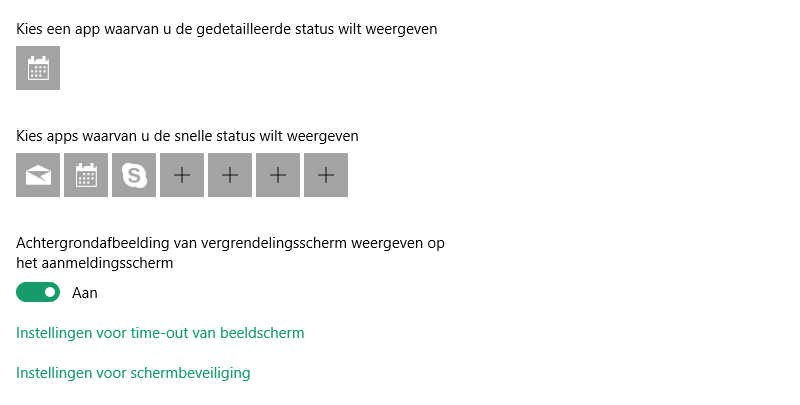 Kies een app waarvan u de gedetailleerde status wilt weergeven
Kies apps waarvan u de snelle status wilt weergeven
Achtergrondafbeelding van vergrendelingsscherm weergeven op
het aanmeldingsscherm
Aan
Instellingen voor time-out van beeldscherm
Instellingen voor schermbeveiliging